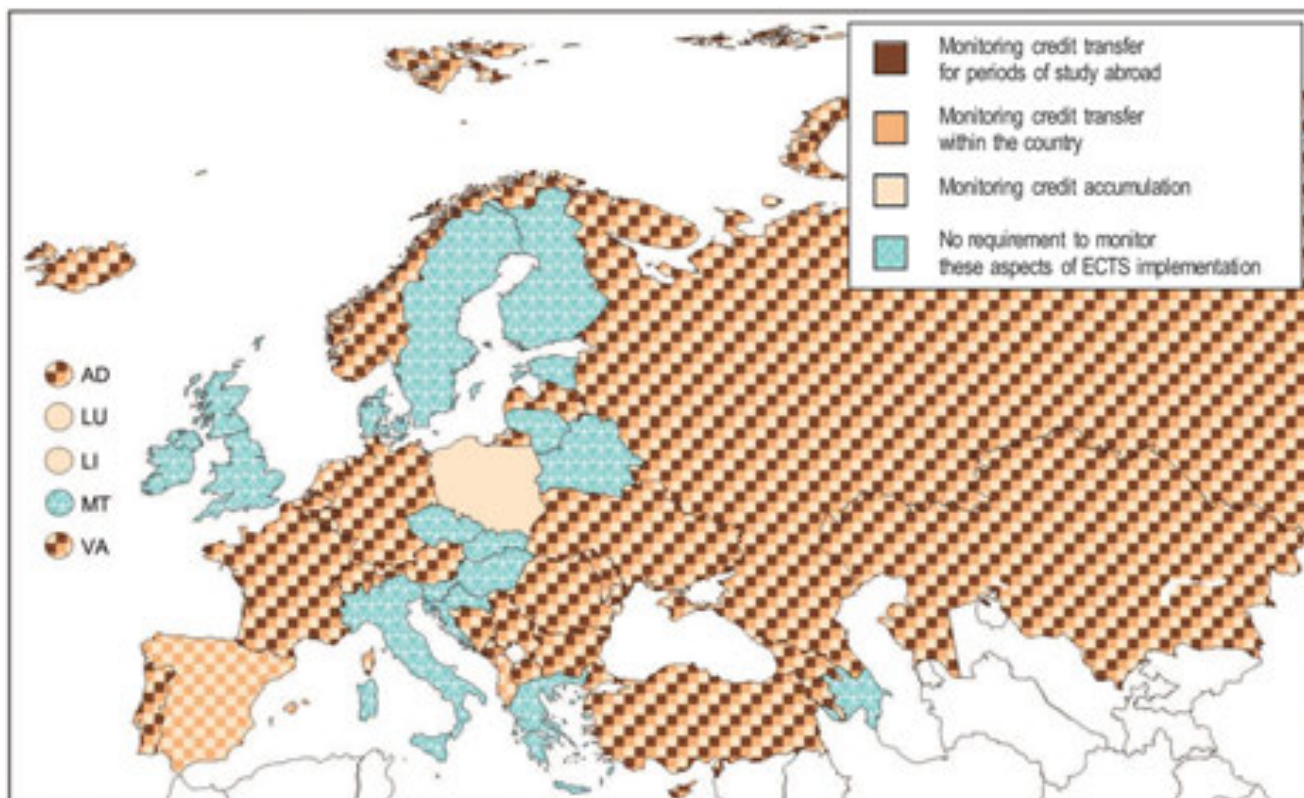 Monitoring credit transfer
for periods of study abroad
Monitoring credit transfer
within the country
Monitoring credit accumulation
No requirement to monitor
these aspects of ECTS implementation
AD
LU
LI
MT
VA